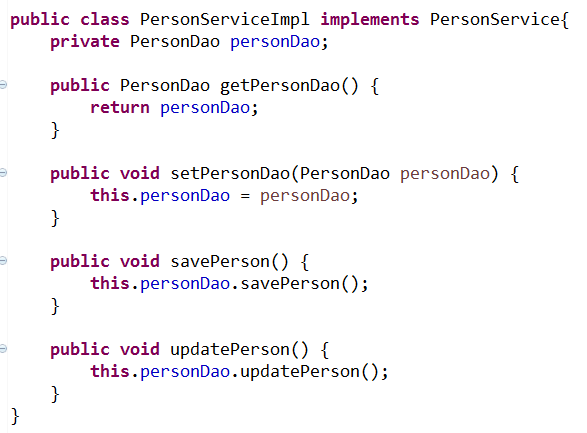 public class PersonServiceImpl implements PersonService{
    private PersonDao personDao;
    public PersonDao getPersonDao() {
        return personDao;
    }
    public void setPersonDao(PersonDao personDao) {
        this.personDao = personDao;
    }
    public void savePerson() {
        this.personDao.savePerson();
    }
    public void updatePerson() {
        this.personDao.updatePerson();
    }
}